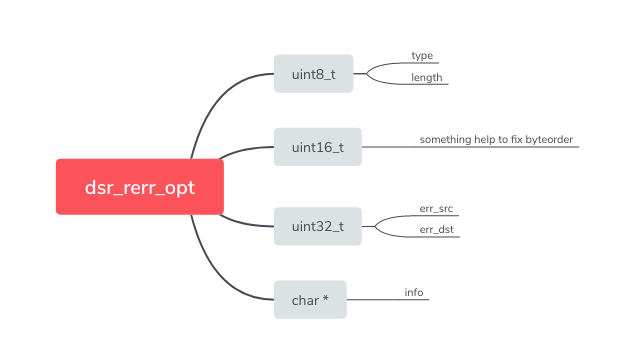 dsr_rerr_opt
uint8_t
type
length
uint16_t
something help to fix byteorder
uint32_t
err_src
err_dst
char *
info